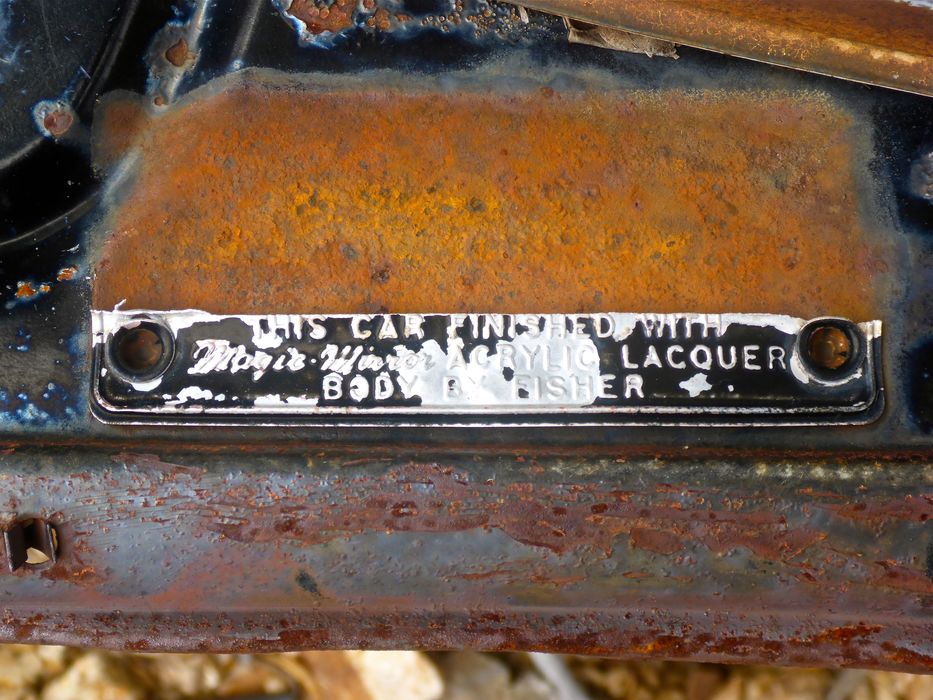 THIS CAR FINISHED WITH
Magic-Mirror ACRYLIC LACQUER
BODY BY FISHER